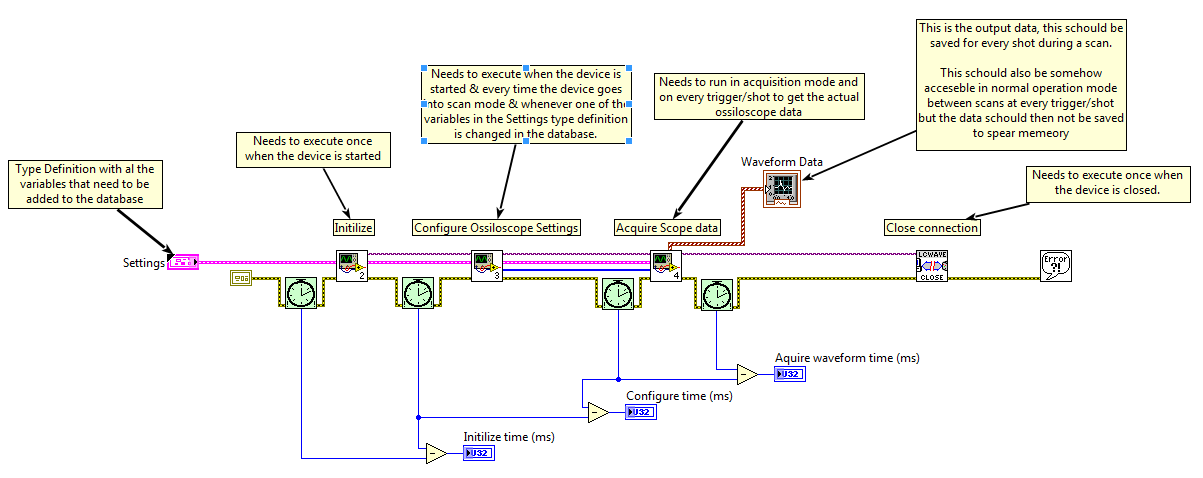 This is the output data, this schould be
saved for every shot during a scan.
This schould also be somehow
acceseble in normal operation mode
between scans at every trigger/shot
but the data schould then not be saved
to spear memeory
Needs to execute when the device is
started & every time the device goes
into scan mode & whenever one of the
variables in the Settings type definition
is changed in the database.
Needs to run in acquisition mode and
on every trigger/shot to get the actual
ossiloscope data
Needs to execute once
when the device is started
Type Definition with al the
variables that need to be
added to the database
Waveform Data
Needs to execute once when
the device is closed.
Initilize
Configure Ossiloscope Settings
Acquire Scope data
Close connection
Settings
2
3
4
LCWAVE
CLOSE
Error
?!
Aquire waveform time (ms)
U32
Configure time (ms)
U32
Initilize time (ms)
U32